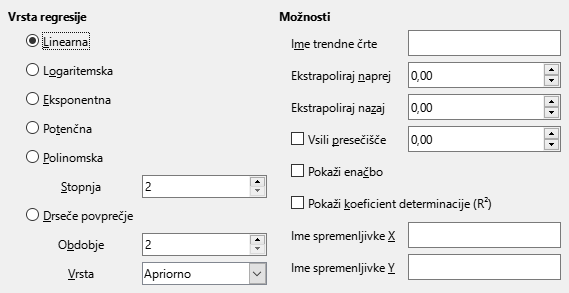 Vrsta regresije
Linearna
Logaritemska
Eksponentna
Potenčna
Polinomska
Stopnja 2
Drseče povprečje
Obdobje 2
Vrsta Apriorno
Možnosti
Ime trendne črte
Ekstrapoliraj naprej 0,00
Ekstrapoliraj nazaj 0,00
Vsili presečišče 0,00
Pokaži enačbo
Pokaži koeficient determinacije (R²)
Ime spremenljivke X
Ime spremenljivke Y